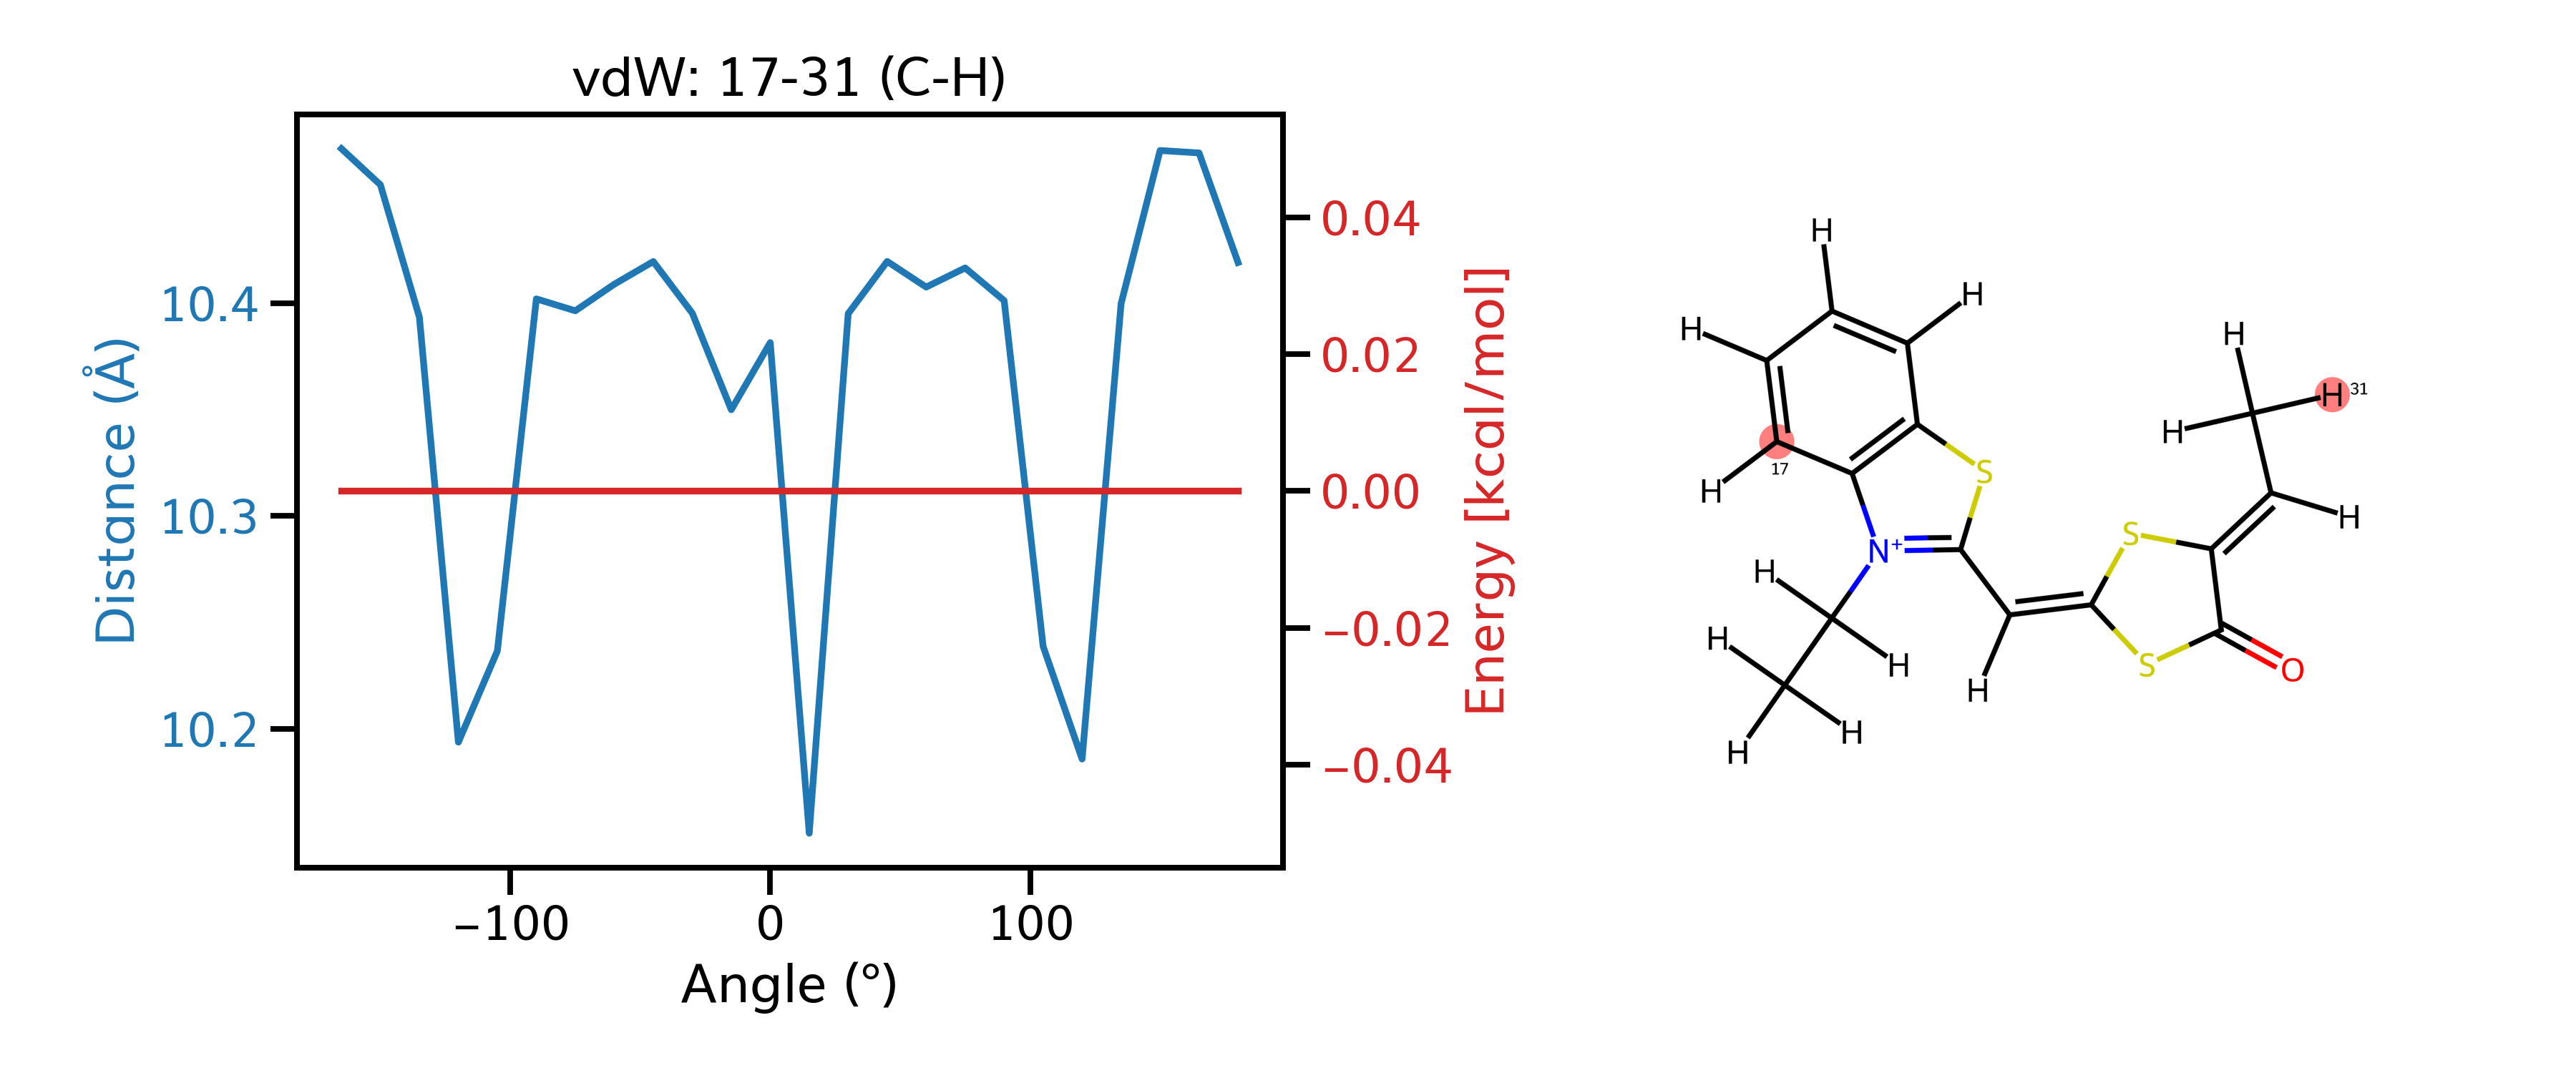 vdW: 17-31 (C-H)
Distance (Å)
10.4
10.3
10.2
−100
0
100
Angle (°)
0.04
0.02
0.00
−0.02
−0.04
Energy [kcal/mol]
H
H
H
H
H
H 31
H
17
H
S
H
S
N+
H
H
H
S
O
H
H
H